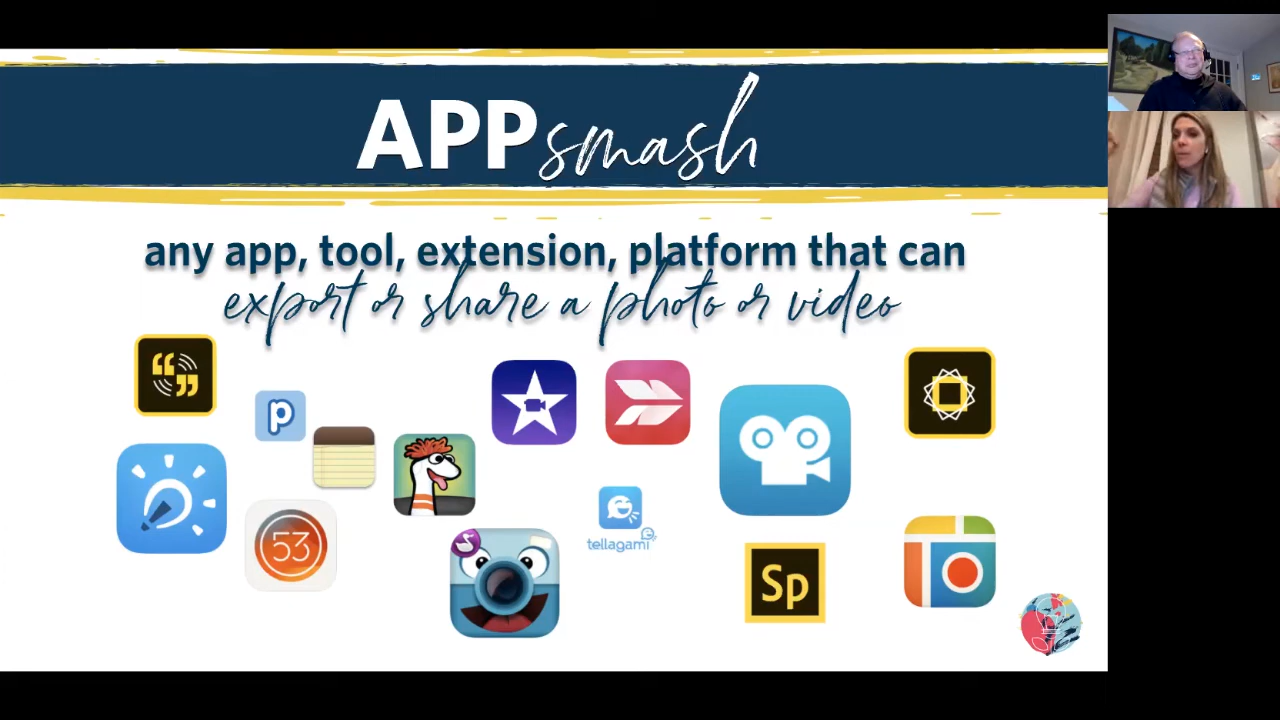 APP smash
any app, tool, extension, platform that can
export or share a photo or video
p
53
tellagami
Sp